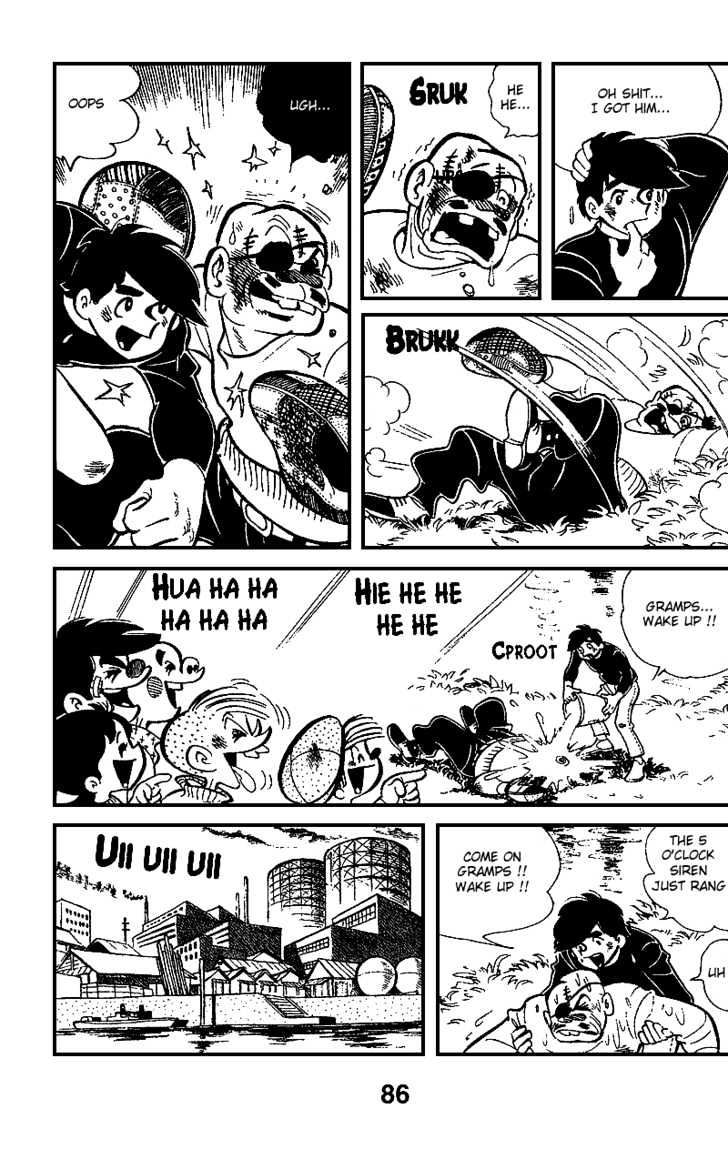 OOPS
UGH...
SRUK
HE
HE...
OH SHIT...
I GOT HIM...
BRUKK
HUA HA HA
HA HA HA
HIE HE HE
HE HE
CPROOT
GRAMPS...
WAKE UP !!
UII UII UII
COME ON
GRAMPS !!
WAKE UP !!
THE 5
O'CLOCK
SIREN
JUST RANG
UH
86